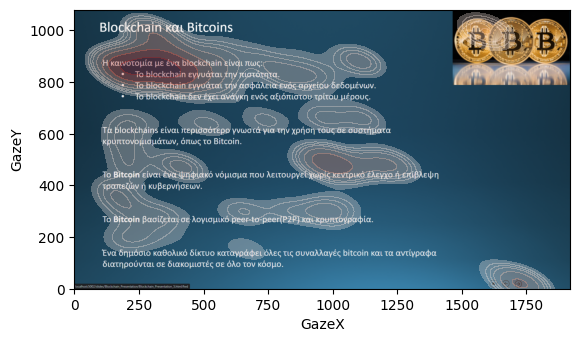 Blockchain και Bitcoins
Η καινοτομία με ένα blockchain είναι πως:
• Το blockchain εγγυάται την πιστότητα.
• Το blockchain εγγυάται την ασφάλεια ενός αρχείου δεδομένων.
• Το blockchain δεν έχει ανάγκη ενός αξιόπιστου τρίτου μέρους.
Τα blockchains είναι περισσότερο γνωστά για την χρήση τους σε συστήματα
κρυπτονομισμάτων, όπως το Bitcoin.
Το Bitcoin είναι ένα ψηφιακό νόμισμα που λειτουργεί χωρίς κεντρικό έλεγχο ή επίβλεψη
τραπεζών ή κυβερνήσεων.
Το Bitcoin βασίζεται σε λογισμικό peer-to-peer(P2P) και κρυπτογραφία.
Ένα δημόσιο καθολικό δίκτυο καταγράφει όλες τις συναλλαγές bitcoin και τα αντίγραφα
διατηρούνται σε διακομιστές σε όλο τον κόσμο.
GazeY
1000
800
600
400
200
0
0 250 500 750 1000 1250 1500 1750
GazeX